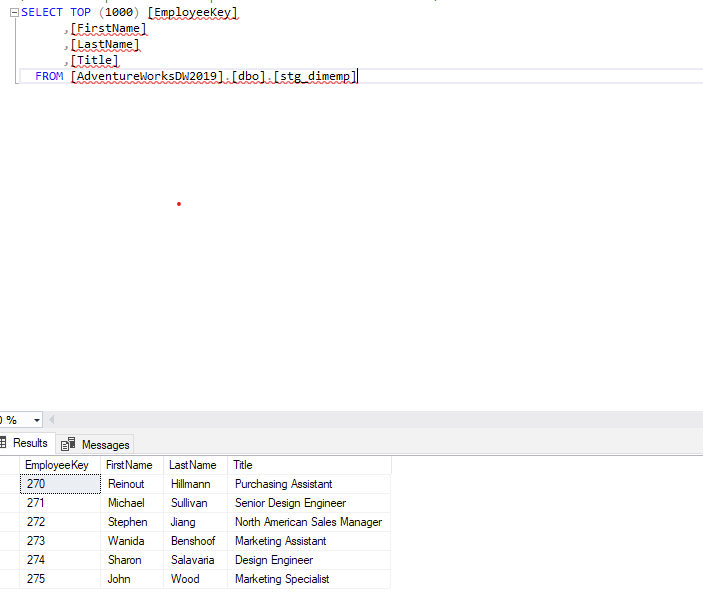 SELECT TOP (1000) [EmployeeKey]
,[FirstName]
,[LastName]
,[Title]
FROM [AdventureWorksDW2019].[dbo].[stg_dimemp]
%
Results Messages
EmployeeKey FirstName LastName Title
270 Reinout Hillmann Purchasing Assistant
271 Michael Sullivan Senior Design Engineer
272 Stephen Jiang North American Sales Manager
273 Wanida Benshoof Marketing Assistant
274 Sharon Salavaria Design Engineer
275 John Wood Marketing Specialist